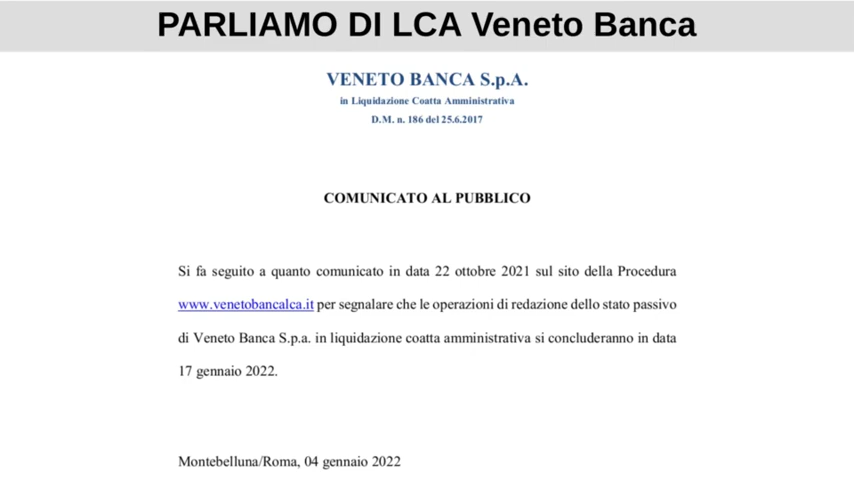 PARLIAMO DI LCA Veneto Banca
VENETO BANCA S.p.A.
in Liquidazione Coatta Amministrativa
D.M. n. 186 del 25.6.2017
COMUNICATO AL PUBBLICO
Si fa seguito a quanto comunicato in data 22 ottobre 2021 sul sito della Procedura
www.venetobancalca.it per segnalare che le operazioni di redazione dello stato passivo
di Veneto Banca S.p.a. in liquidazione coatta amministrativa si concluderanno in data
17 gennaio 2022.
Montebelluna/Roma, 04 gennaio 2022